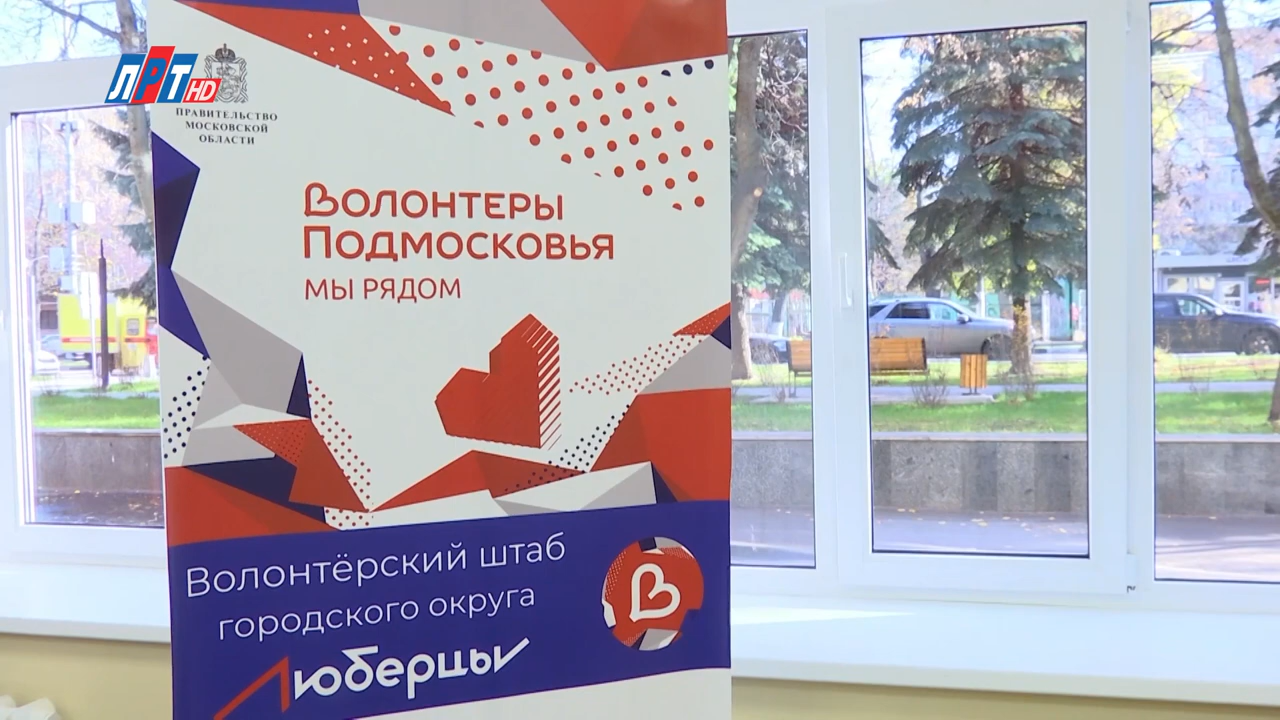 ЛРТ HD
ПРАВИТЕЛЬСТВО
МОСКОВСКОЙ
ОБЛАСТИ
ВОЛОНТЕРЫ
ПОДМОСКОВЬЯ
МЫ РЯДОМ
Волонтёрский штаб
городского округа
Люберцы
В